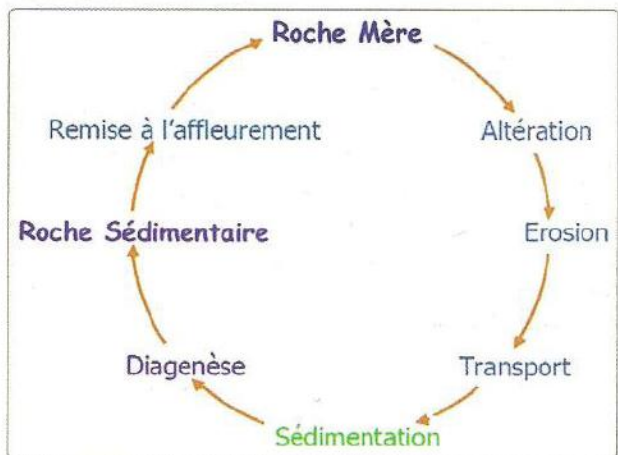 Roche Mère
Remise à l'affleurement
Altération
Roche Sédimentaire
Erosion
Diagenèse
Transport
Sédimentation